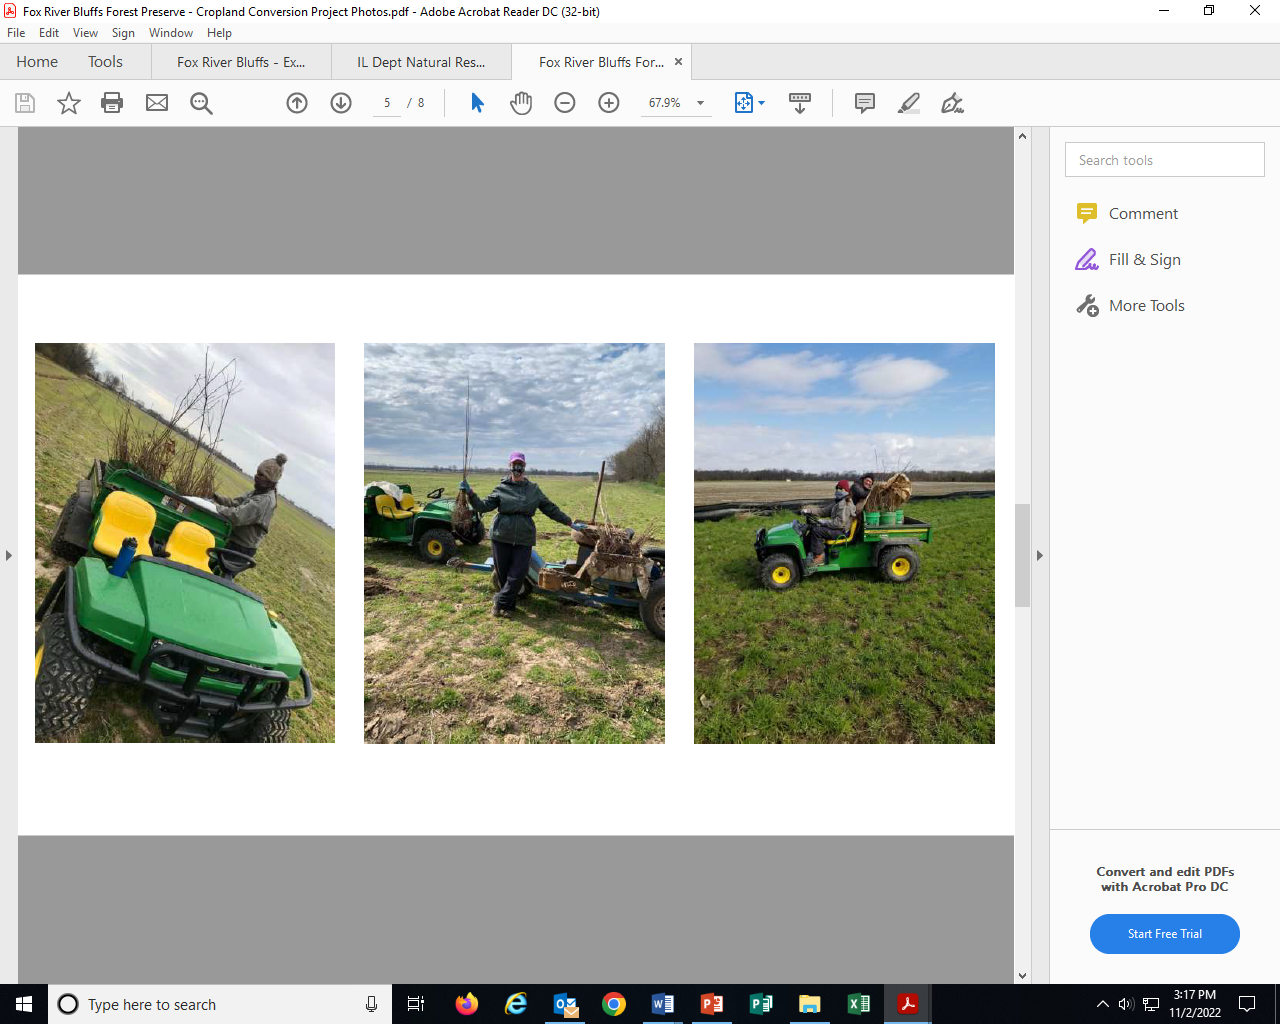 Fox River Bluffs Forest Preserve - Cropland Conversion Project Photos.pdf - Adobe Acrobat Reader DC (32-bit)
File Edit View Sign Window Help
Home Tools Fox River Bluffs - Ex... IL Dept Natural Res... Fox River Bluffs For...
5 / 8 67.9%
Search tools
Comment
Fill & Sign
More Tools
Convert and edit PDFs
with Acrobat Pro DC
Start Free Trial
Type here to search
3:17 PM
11/2/2022